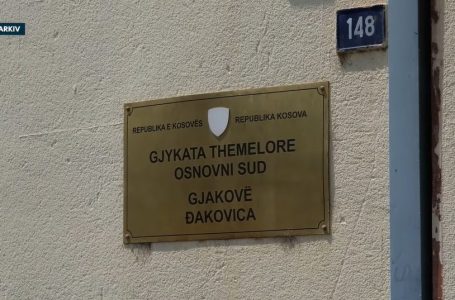 ARKIV
148
REPUBLIKA E KOSOVËS REPUBLIKA KOSOVA
GJYKATA THEMELORE
OSNOVNI SUD
GJAKOVË
ĐAKOVICA